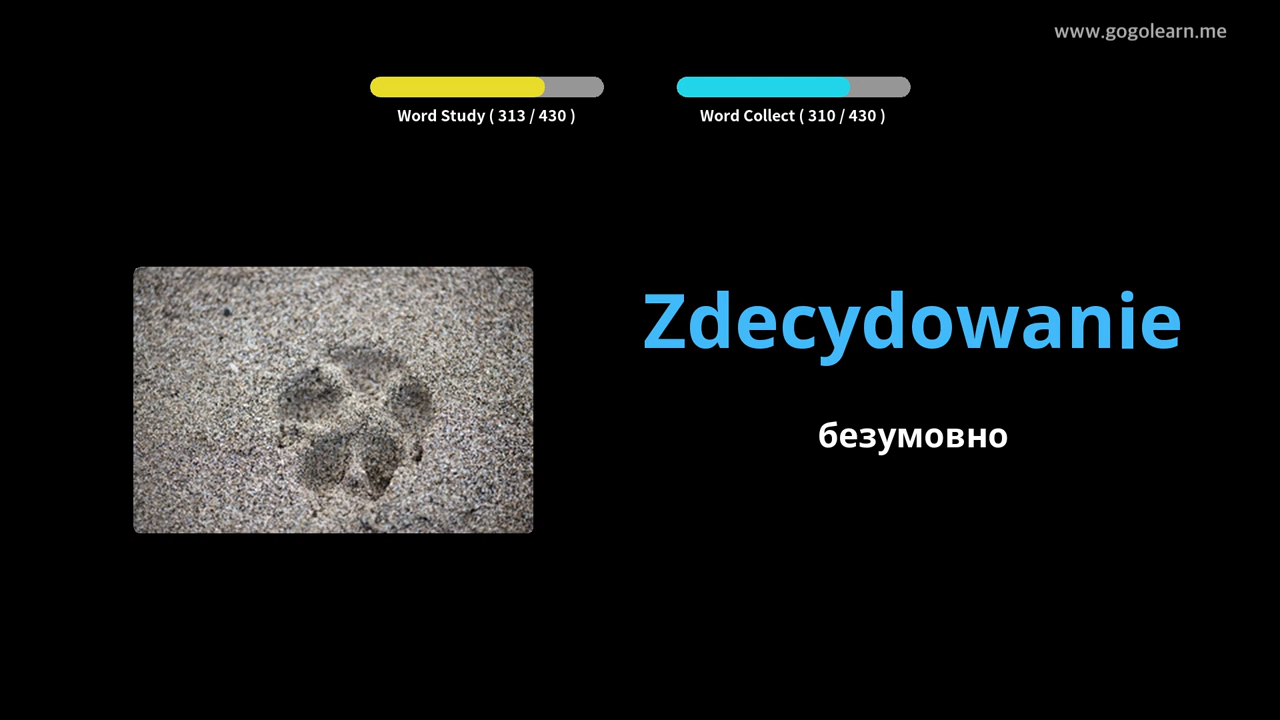 www.gogolearn.me
Word Study ( 313 / 430 )
Word Collect ( 310 / 430 )
Zdecydowanie
безумовно